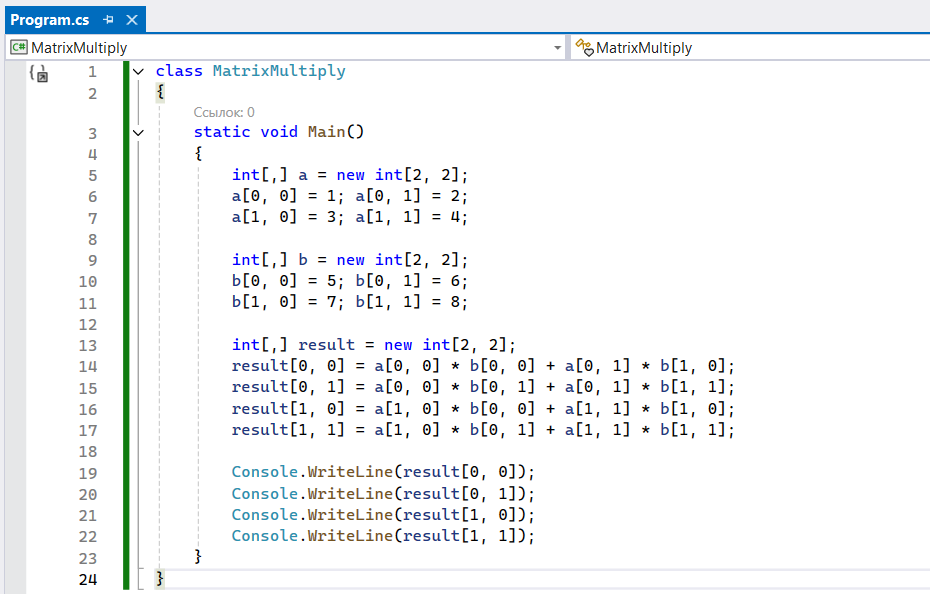 Program.cs
C# MatrixMultiply MatrixMultiply
1 class MatrixMultiply
2 {
Ссылок: 0
3 static void Main()
4 {
5 int[,] a = new int[2, 2];
6 a[0, 0] = 1; a[0, 1] = 2;
7 a[1, 0] = 3; a[1, 1] = 4;
8
9 int[,] b = new int[2, 2];
10 b[0, 0] = 5; b[0, 1] = 6;
11 b[1, 0] = 7; b[1, 1] = 8;
12
13 int[,] result = new int[2, 2];
14 result[0, 0] = a[0, 0] * b[0, 0] + a[0, 1] * b[1, 0];
15 result[0, 1] = a[0, 0] * b[0, 1] + a[0, 1] * b[1, 1];
16 result[1, 0] = a[1, 0] * b[0, 0] + a[1, 1] * b[1, 0];
17 result[1, 1] = a[1, 0] * b[0, 1] + a[1, 1] * b[1, 1];
18
19 Console.WriteLine(result[0, 0]);
20 Console.WriteLine(result[0, 1]);
21 Console.WriteLine(result[1, 0]);
22 Console.WriteLine(result[1, 1]);
23 }
24 }